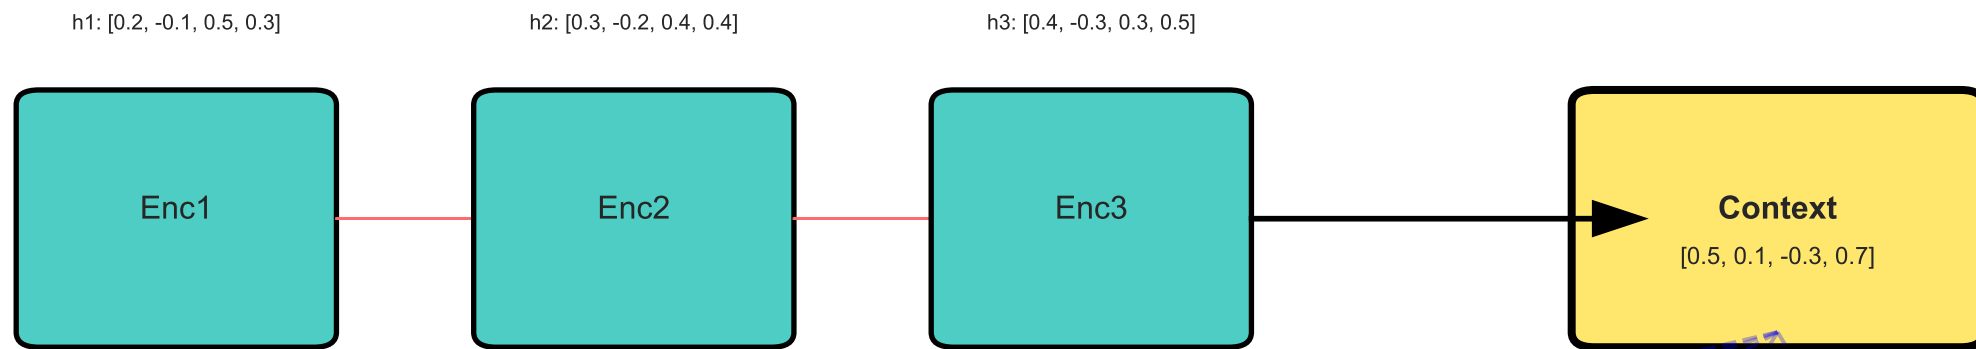 h1: [0.2, -0.1, 0.5, 0.3]
h2: [0.3, -0.2, 0.4, 0.4]
h3: [0.4, -0.3, 0.3, 0.5]
Enc1
Enc2
Enc3
Context
[0.5, 0.1, -0.3, 0.7]